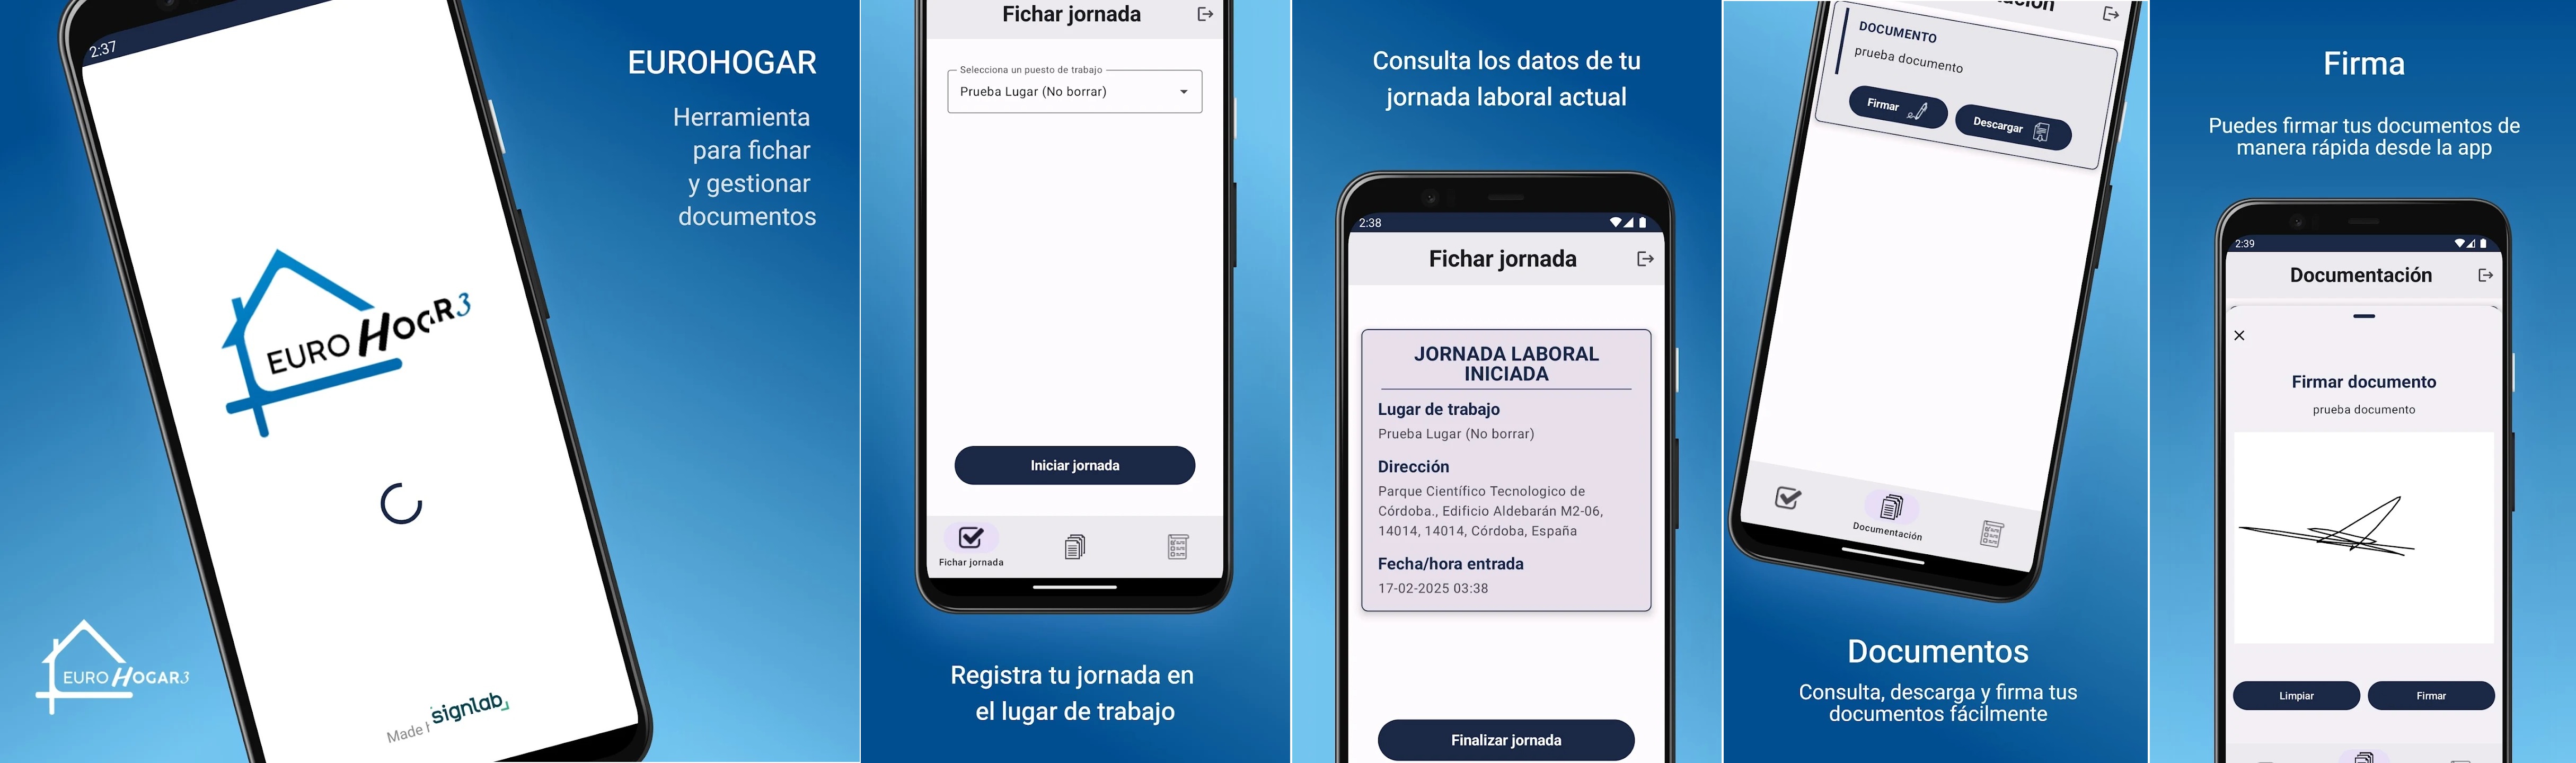 2:37
EUROHOGAR
Herramienta
para fichar
y gestionar
documentos
EURO HOGAR3
EURO HOGAR3
Made
signlab
Fichar jornada
Selecciona un puesto de trabajo
Prueba Lugar (No borrar)
Iniciar jornada
Fichar jornada
Registra tu jornada en
el lugar de trabajo
Consulta los datos de tu
jornada laboral actual
2:38
Fichar jornada
JORNADA LABORAL
INICIADA
Lugar de trabajo
Prueba Lugar (No borrar)
Dirección
Parque Científico Tecnologico de
Córdoba., Edificio Aldebarán M2-06,
14014, 14014, Córdoba, España
Fecha/hora entrada
17-02-2025 03:38
Finalizar jornada
DOCUMENTO
prueba documento
Firmar
Descargar
Documentación
Documentos
Consulta, descarga y firma tus
documentos fácilmente
Firma
Puedes firmar tus documentos de
manera rápida desde la app
2:39
Documentación
Firmar documento
prueba documento
Limpiar
Firmar